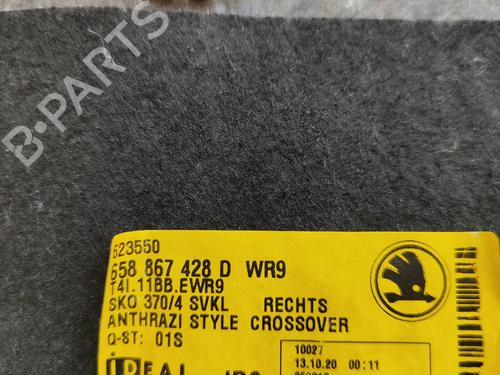 B-PARTS
623550
658 867 428 D WR9
T4I.11BB.EWR9
SKO 370/4 SVKL RECHTS
ANTHRAZI STYLE CROSSOVER
Q-ST: 01S
10027
13.10.20 00:11